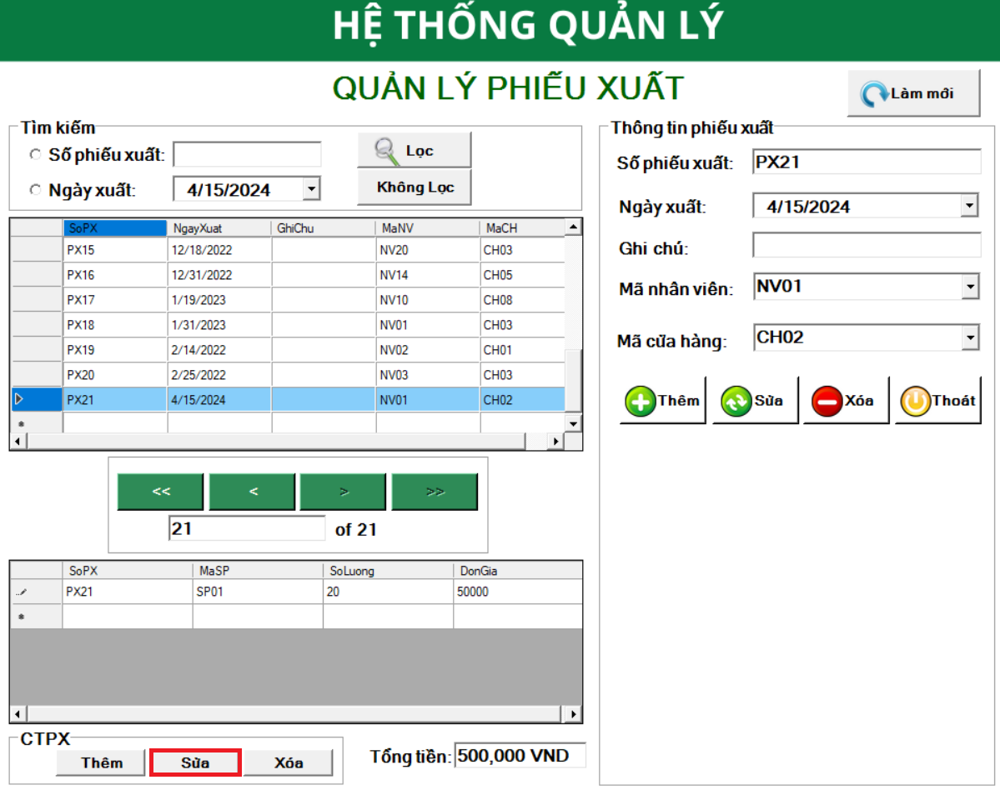 HỆ THỐNG QUẢN LÝ
QUẢN LÝ PHIẾU XUẤT
Làm mới
Tìm kiếm
Số phiếu xuất:
Lọc
Ngày xuất: 4/15/2024
Không Lọc
SoPX NgayXuat GhiChu MaNV MaCH
PX15 12/18/2022 NV20 CH03
PX16 12/31/2022 NV14 CH05
PX17 1/19/2023 NV10 CH08
PX18 1/31/2023 NV01 CH03
PX19 2/14/2022 NV02 CH01
PX20 2/25/2022 NV03 CH03
PX21 4/15/2024 NV01 CH02
<< < > >>
21 of 21
SoPX MaSP SoLuong DonGia
PX21 SP01 20 50000
CTPX
Thêm Sửa Xóa
Tổng tiền: 500,000 VND
Thông tin phiếu xuất
Số phiếu xuất: PX21
Ngày xuất: 4/15/2024
Ghi chú:
Mã nhân viên: NV01
Mã cửa hàng: CH02
Thêm Sửa Xóa Thoát